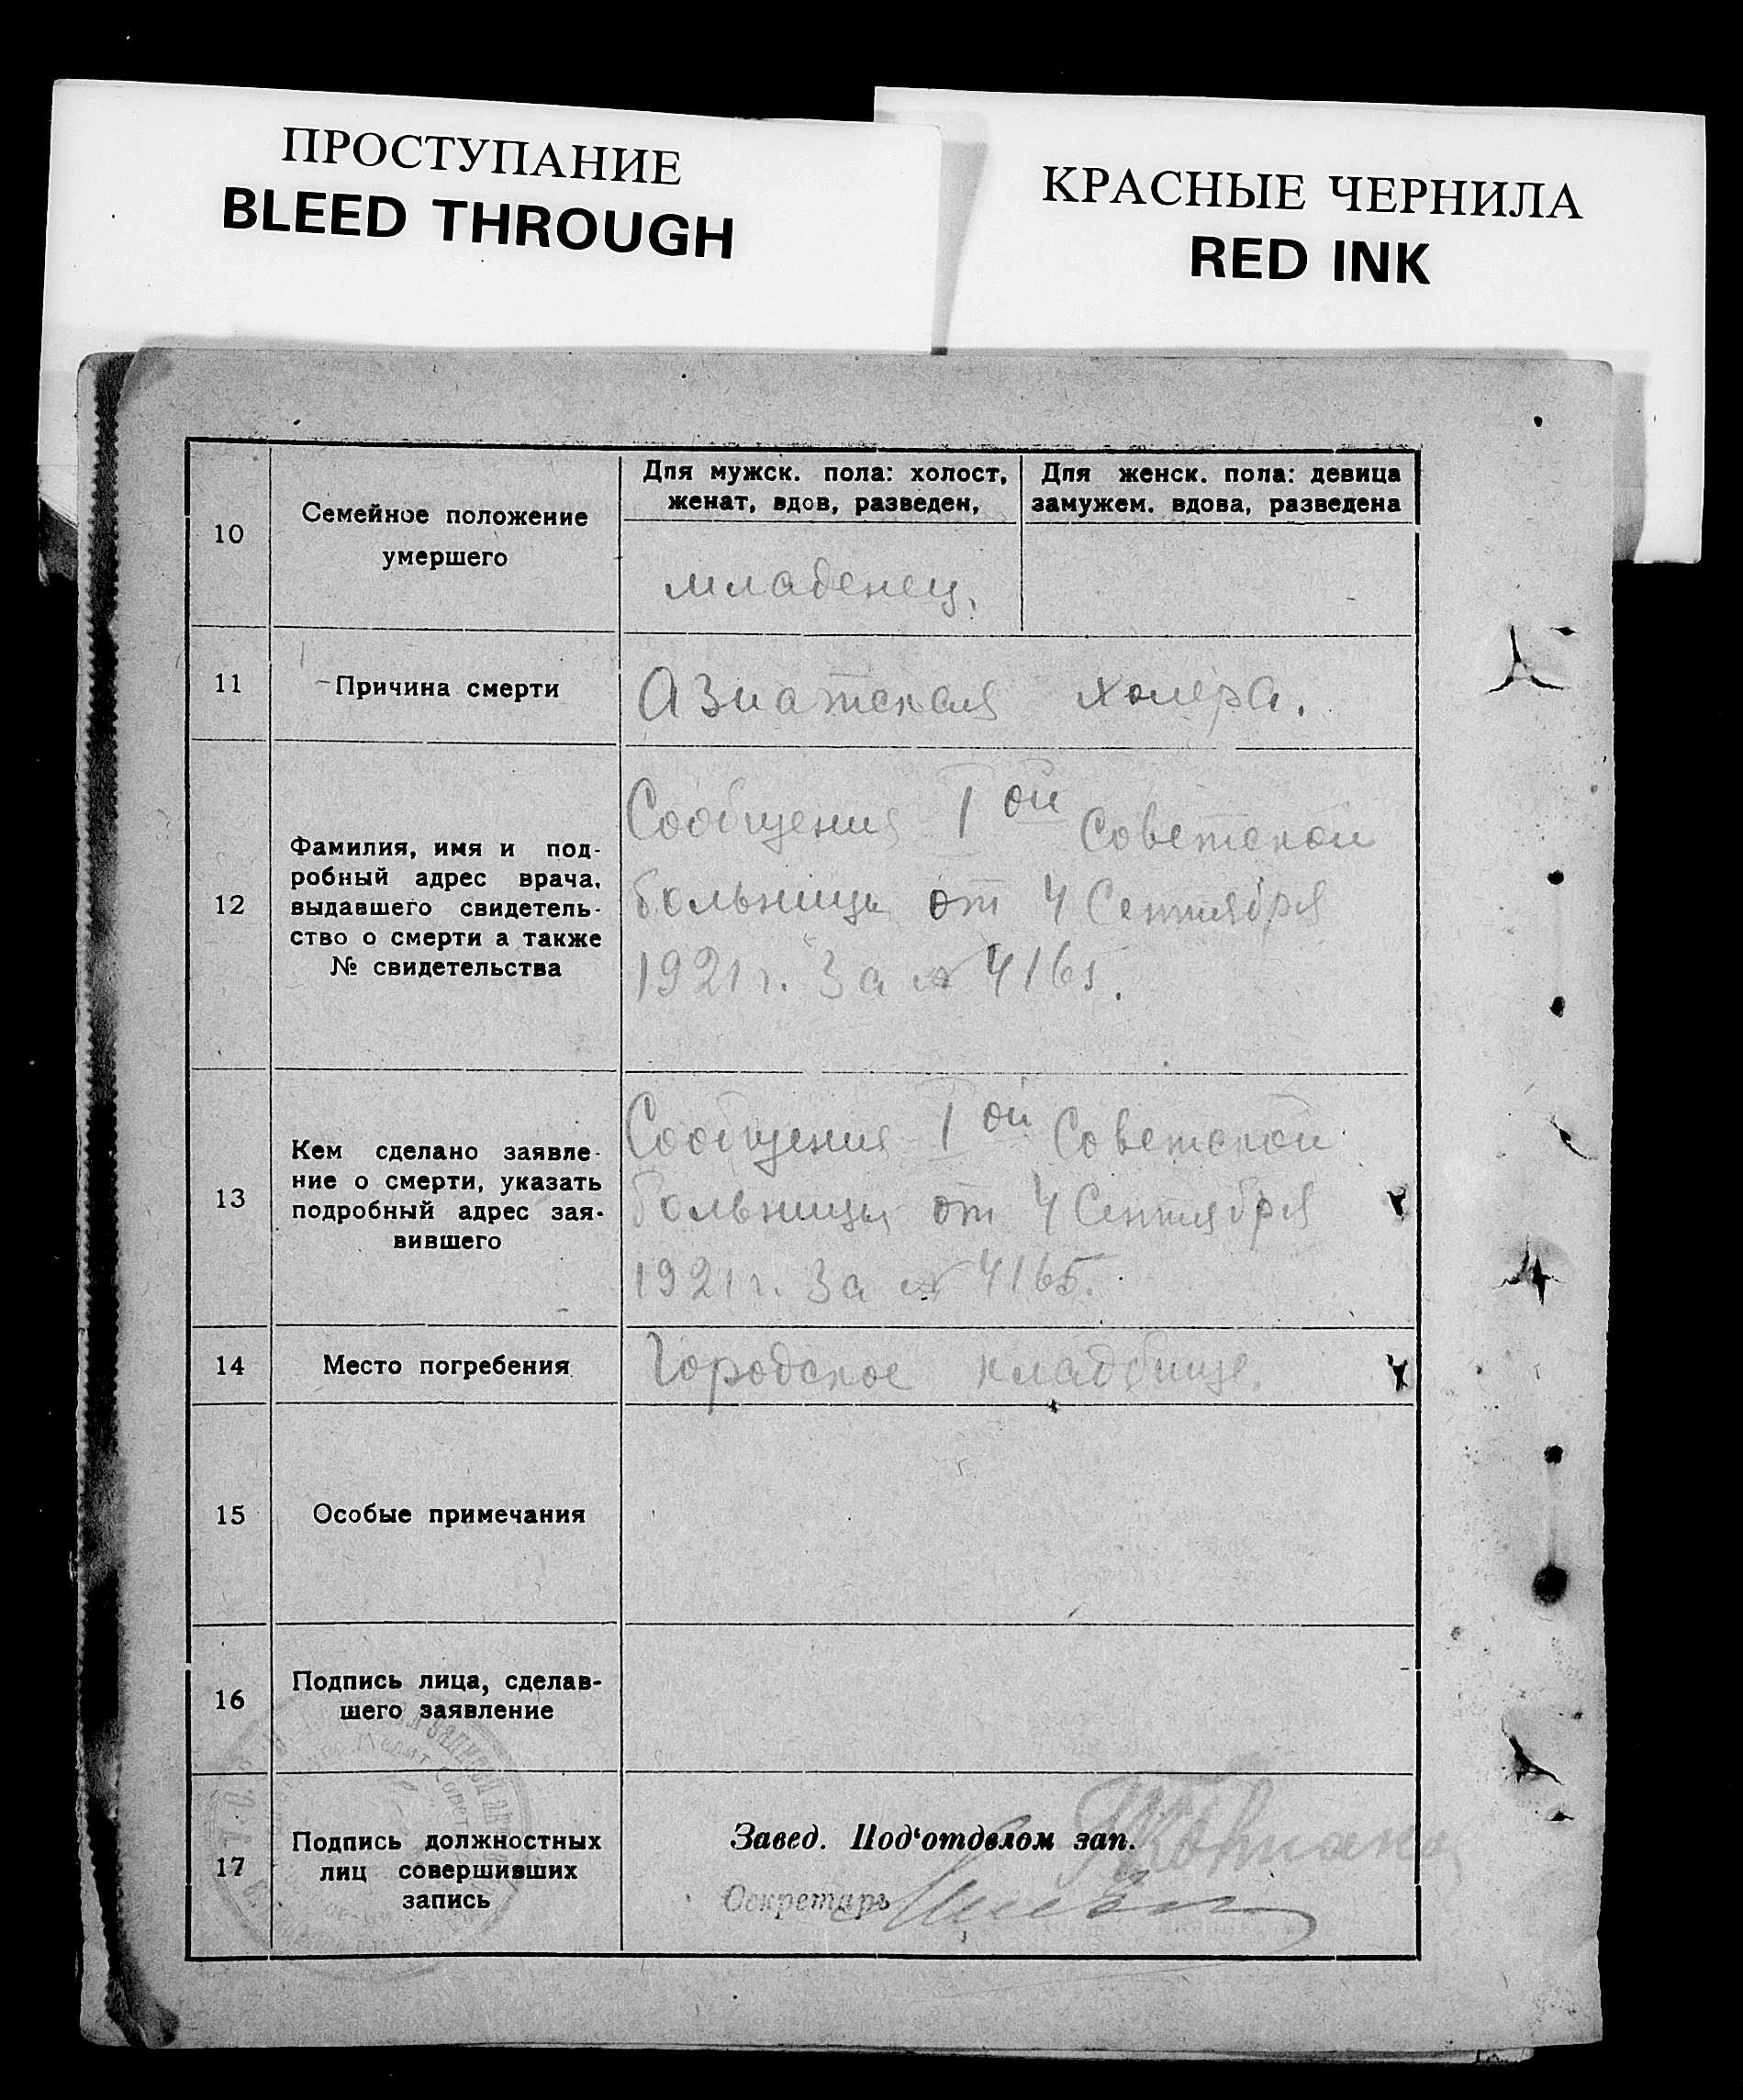 ПРОСТУПАНИЕ
BLEED THROUGH
КРАСНЫЕ ЧЕРНИЛА
RED INK
10
Семейное положение
умершего
Для мужск. пола: холост,
женат, вдов, разведен,
Для женск. пола: девица
замужем. вдова, разведена
младенец.
11
Причина смерти
Азиатская холера.
12
Фамилия, имя и под-
робный адрес врача,
выдавшего свидетель-
ство о смерти а также
№ свидетельства
Сообщения I ой Советской
больницы от 4 Сентября
1921 г. За № 4165.
13
Кем сделано заявле-
ние о смерти, указать
подробный адрес зая-
вившего
Сообщения I ой Советской
больницы от 4 Сентября
1921 г. За № 4165.
14
Место погребения
Городское кладбище.
15
Особые примечания
16
Подпись лица, сделав-
шего заявление
17
Подпись должностных
лиц совершивших
запись
Завед. Под‘отделом зап.
Секретарь